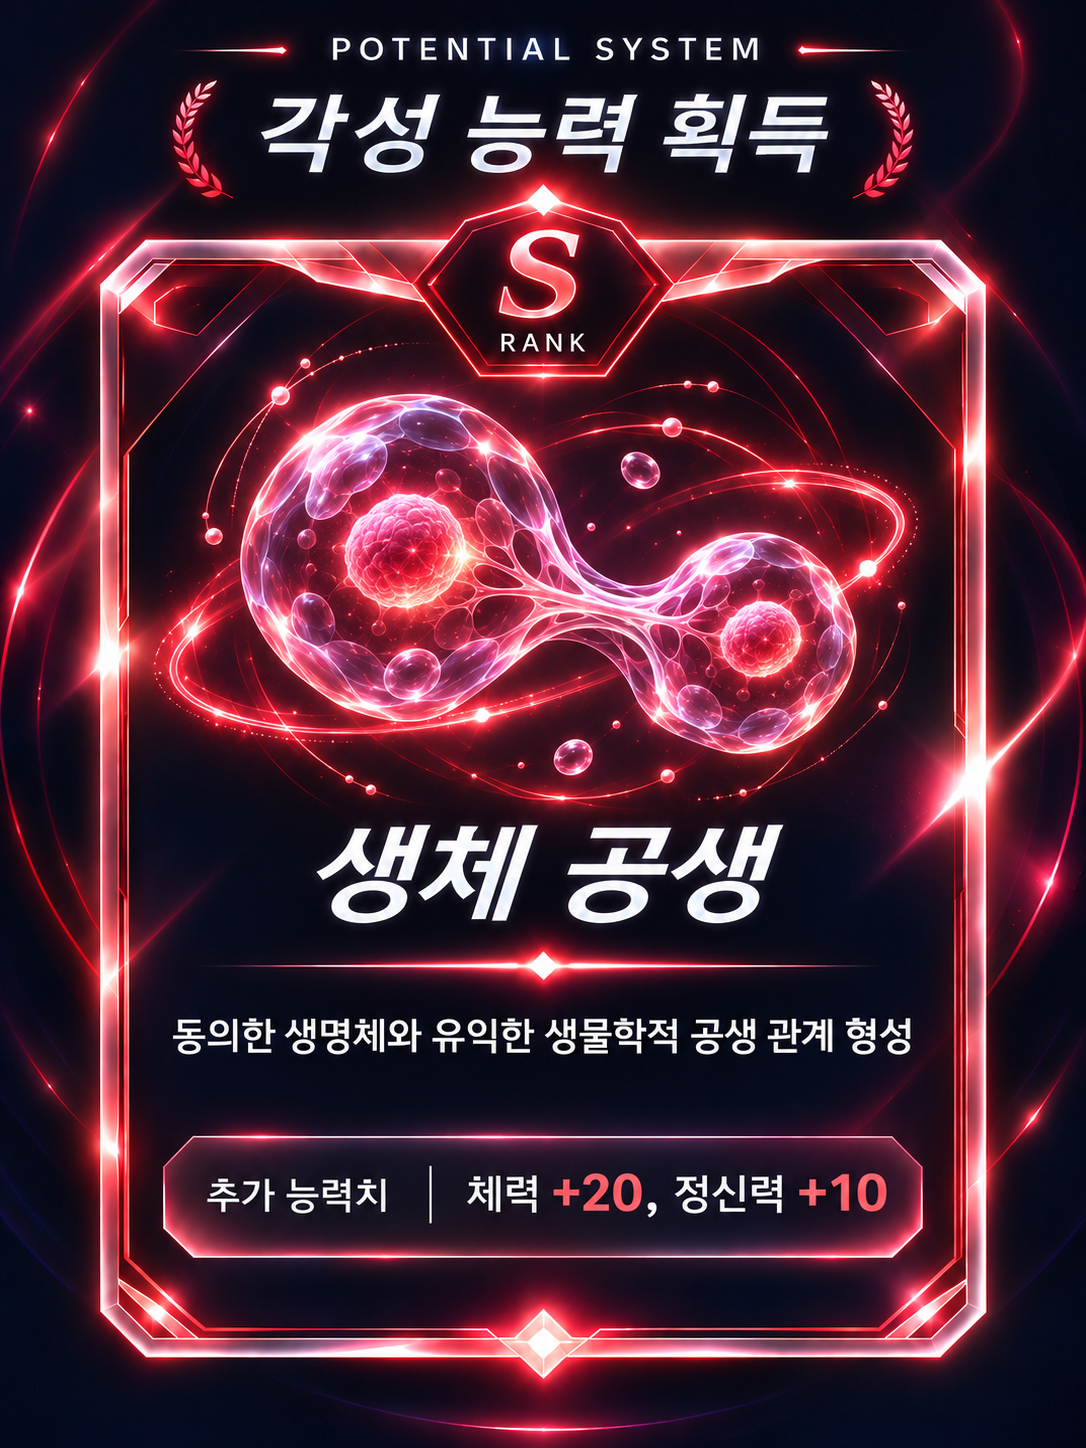 POTENTIAL SYSTEM
각성 능력 획득
S
RANK
생체 공생
동의한 생명체와 유익한 생물학적 공생 관계 형성
추가 능력치 체력 +20, 정신력 +10